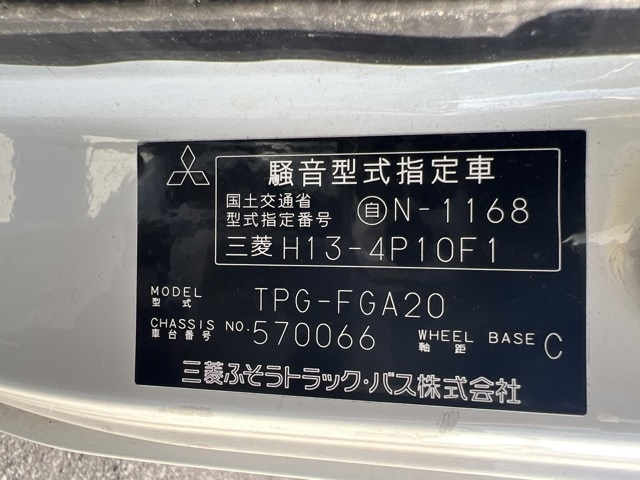 騒音型式指定車
国土交通省
型式指定番号 自N-1168
三菱 H13-4P10F1
MODEL
型式 TPG-FGA20
CHASSIS NO. 570066 WHEEL BASE C
車台番号 軸距
三菱ふそうトラック・バス株式会社